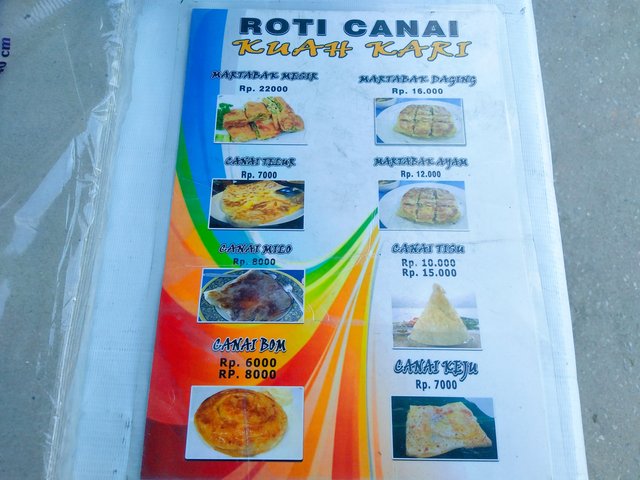 ROTI CANAI
KUAH KARI
MARTABAK MESIR
Rp. 22000
MARTABAK DAGING
Rp. 16.000
CANAI TELUR
Rp. 7000
MARTABAK AYAM
Rp. 12.000
CANAI MILO
Rp. 8000
CANAI TISU
Rp. 10.000
Rp. 15.000
CANAI BOM
Rp. 6000
RP. 8000
CANAI KEJU
Rp. 7000
cm